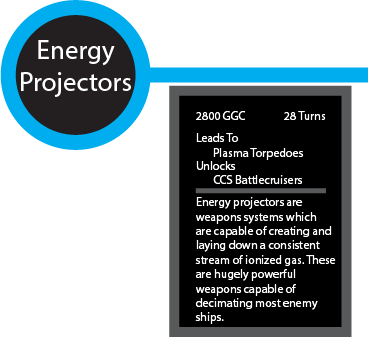 Energy
Projectors
2800 GGC 28 Turns
Leads To
Plasma Torpedoes
Unlocks
CCS Battlecruisers
Energy projectors are
weapons systems which
are capable of creating and
laying down a consistent
stream of ionized gas. These
are hugely powerful
weapons capable of
decimating most enemy
ships.